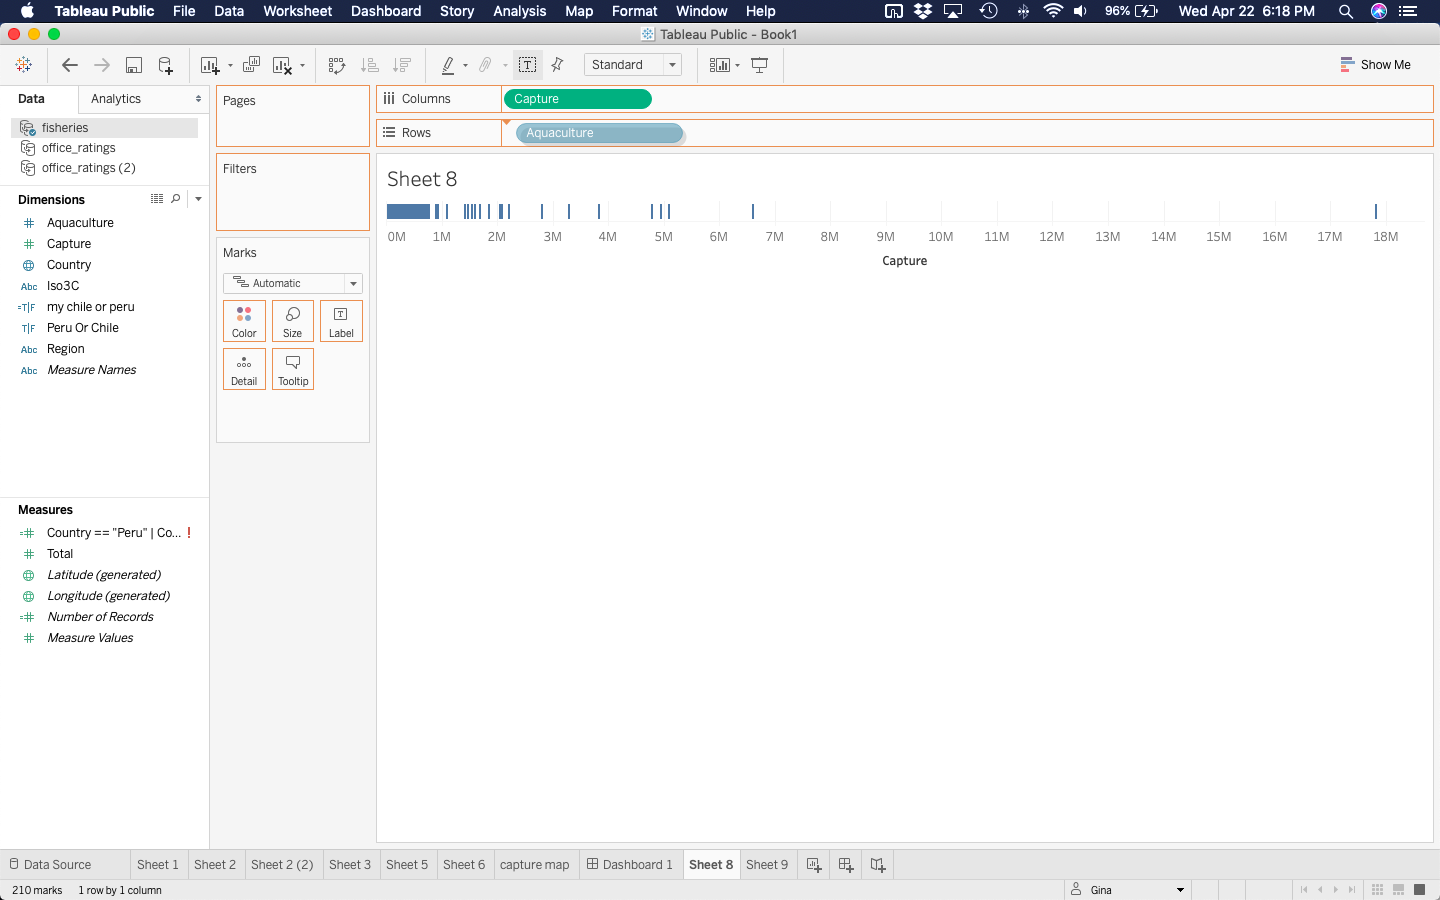 Tableau Public File Data Worksheet Dashboard Story Analysis Map Format Window Help 96% Wed Apr 22 6:18 PM
Tableau Public - Book1
Standard
Show Me
Data Analytics
fisheries
office_ratings
office_ratings (2)
Dimensions
Aquaculture
Capture
Country
Abc Iso3C
=T|F my chile or peru
T|F Peru Or Chile
Abc Region
Abc Measure Names
Measures
Country == "Peru" | Co... !
Total
Latitude (generated)
Longitude (generated)
Number of Records
Measure Values
Pages
Filters
Marks
Automatic
Color Size Label
Detail Tooltip
Columns Capture
Rows Aquaculture
Sheet 8
0M 1M 2M 3M 4M 5M 6M 7M 8M 9M 10M 11M 12M 13M 14M 15M 16M 17M 18M
Capture
Data Source Sheet 1 Sheet 2 Sheet 2 (2) Sheet 3 Sheet 5 Sheet 6 capture map Dashboard 1 Sheet 8 Sheet 9
210 marks 1 row by 1 column Gina